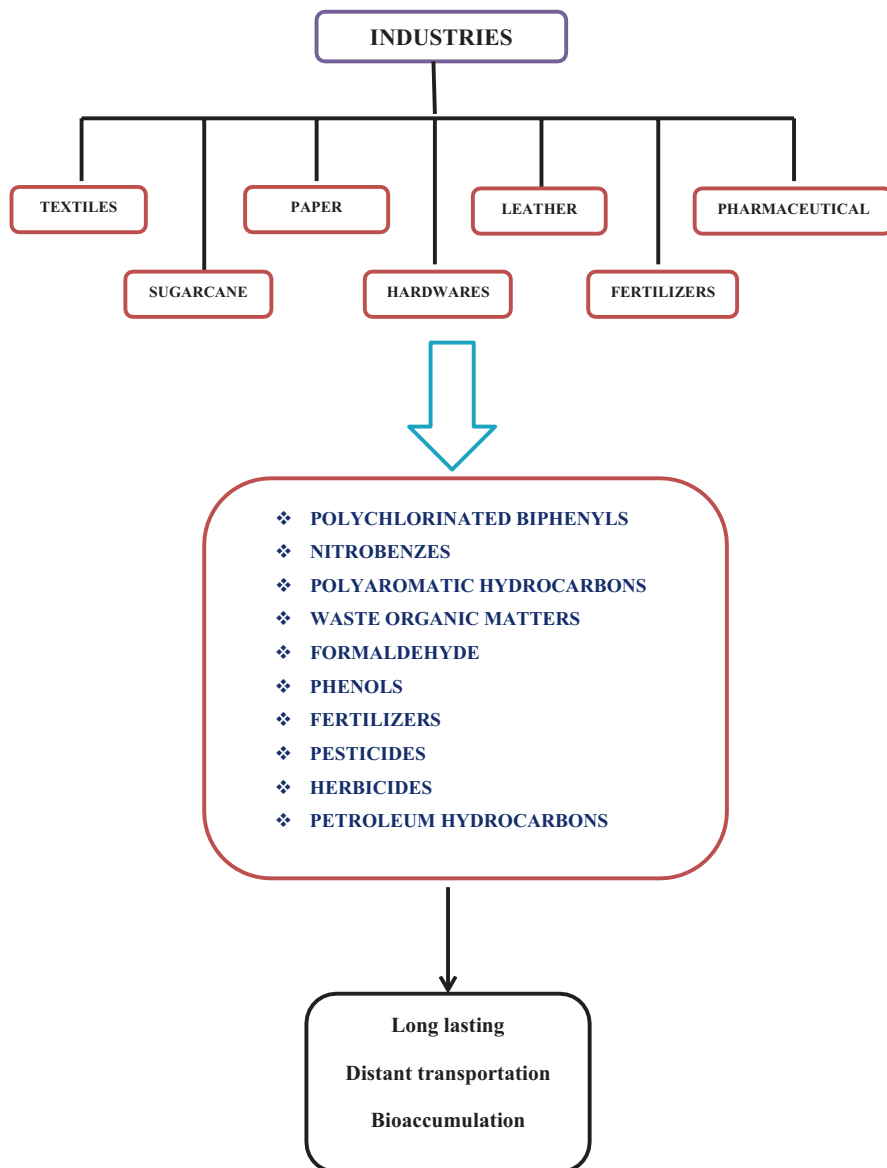 INDUSTRIES
TEXTILES
PAPER
LEATHER
PHARMACEUTICAL
SUGARCANE
HARDWARES
FERTILIZERS
❖ POLYCHLORINATED BIPHENYLS
❖ NITROBENZES
❖ POLYAROMATIC HYDROCARBONS
❖ WASTE ORGANIC MATTERS
❖ FORMALDEHYDE
❖ PHENOLS
❖ FERTILIZERS
❖ PESTICIDES
❖ HERBICIDES
❖ PETROLEUM HYDROCARBONS
Long lasting
Distant transportation
Bioaccumulation